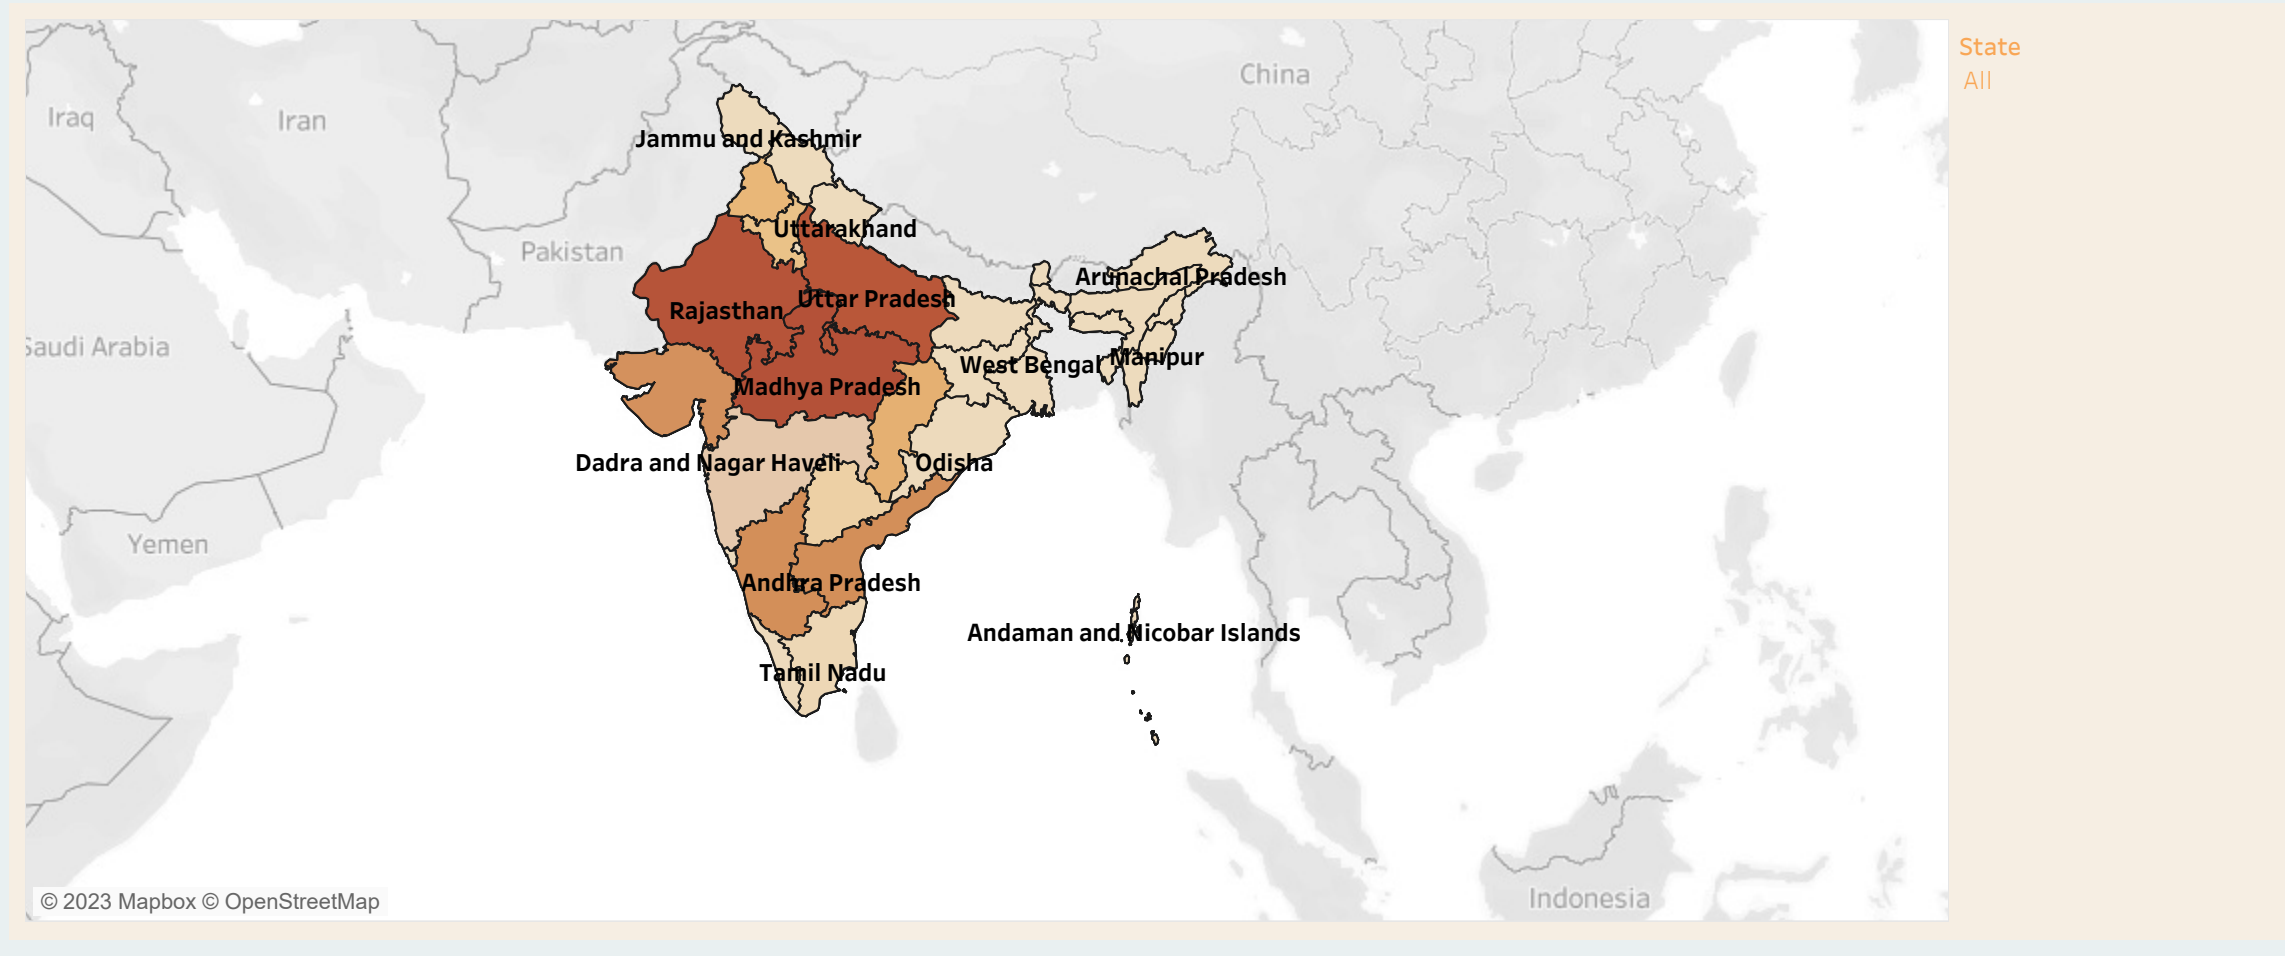 State
All
China
Iraq
Iran
Jammu and Kashmir
Uttarakhand
Pakistan
Arunachal Pradesh
Uttar Pradesh
Rajasthan
Saudi Arabia
Manipur
West Bengal
Madhya Pradesh
Dadra and Nagar Haveli
Odisha
Yemen
Andhra Pradesh
Andaman and Nicobar Islands
Tamil Nadu
Indonesia
© 2023 Mapbox © OpenStreetMap